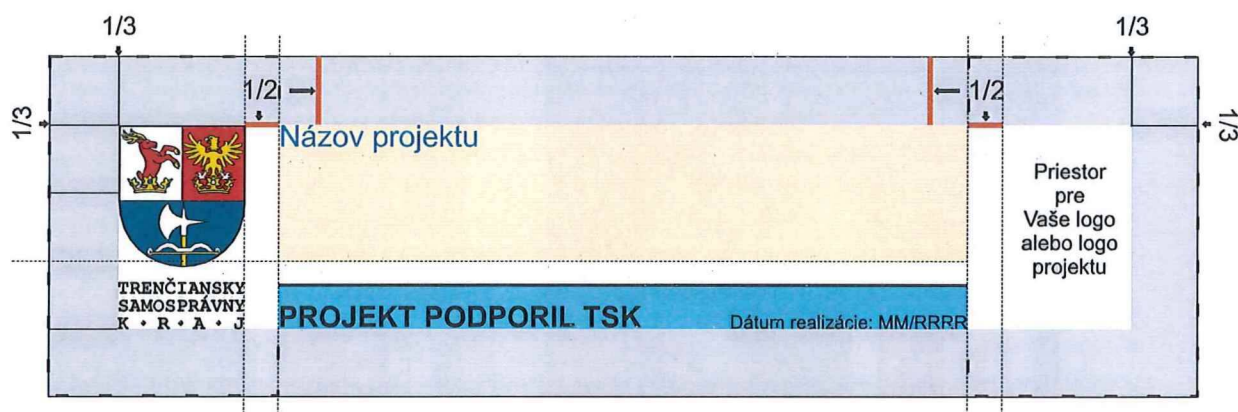 1/3
1/3
1/2
1/2
1/3
1/3
Názov projektu
Priestor
pre
Vaše logo
alebo logo
projektu
TRENČIANSKY
SAMOSPRÁVNY
K · R · A · J
PROJEKT PODPORIL TSK
Dátum realizácie: MM/RRRR